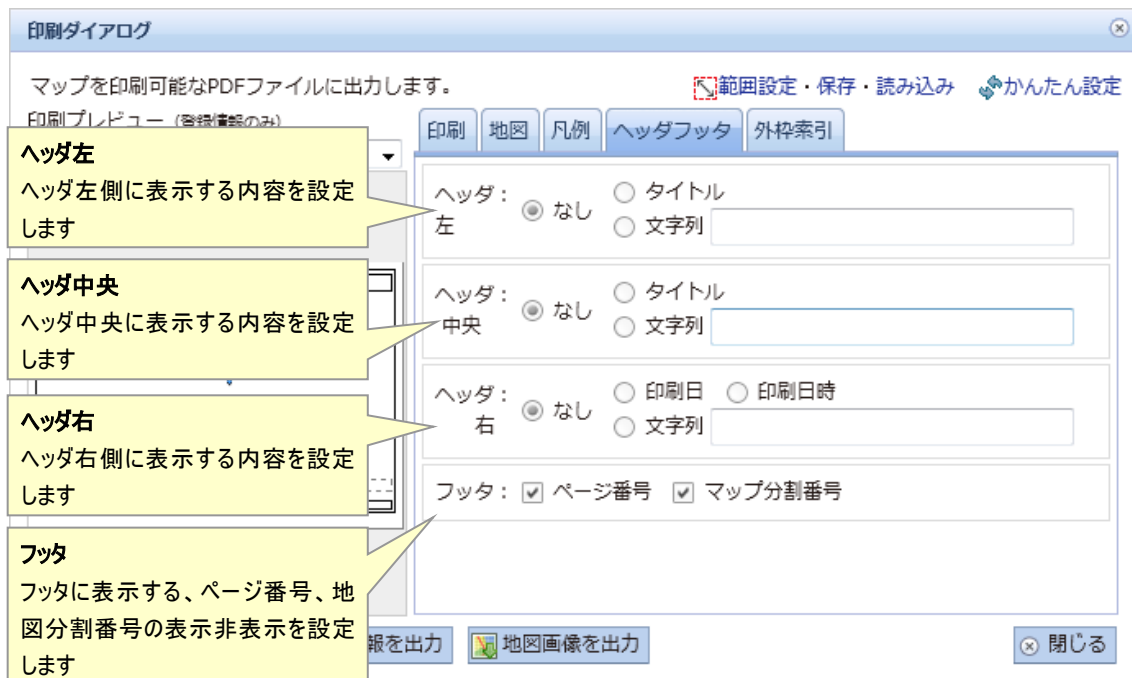 印刷ダイアログ
マップを印刷可能なPDFファイルに出力します。
範囲設定・保存・読み込み
かんたん設定
印刷プレビュー（登録情報のみ）
印刷 地図 凡例 ヘッダフッタ 外枠索引
ヘッダ左
ヘッダ左側に表示する内容を設定
します
ヘッダ：
左
なし
タイトル
文字列
ヘッダ中央
ヘッダ中央に表示する内容を設定
します
ヘッダ：
中央
なし
タイトル
文字列
ヘッダ右
ヘッダ右側に表示する内容を設定
します
ヘッダ：
右
なし
印刷日 印刷日時
文字列
フッタ
フッタに表示する、ページ番号、地
図分割番号の表示非表示を設定
します
フッタ： ページ番号 マップ分割番号
報を出力
地図画像を出力
閉じる